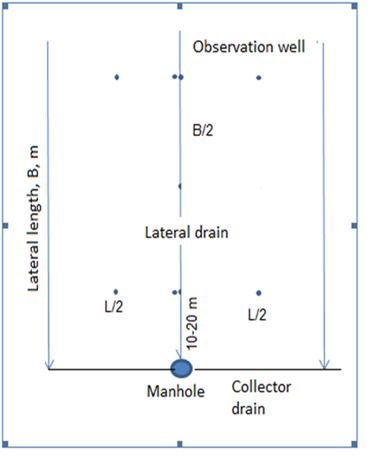 Observation well
B/2
Lateral length, B, m
Lateral drain
L/2
10-20 m
L/2
Manhole
Collector
drain